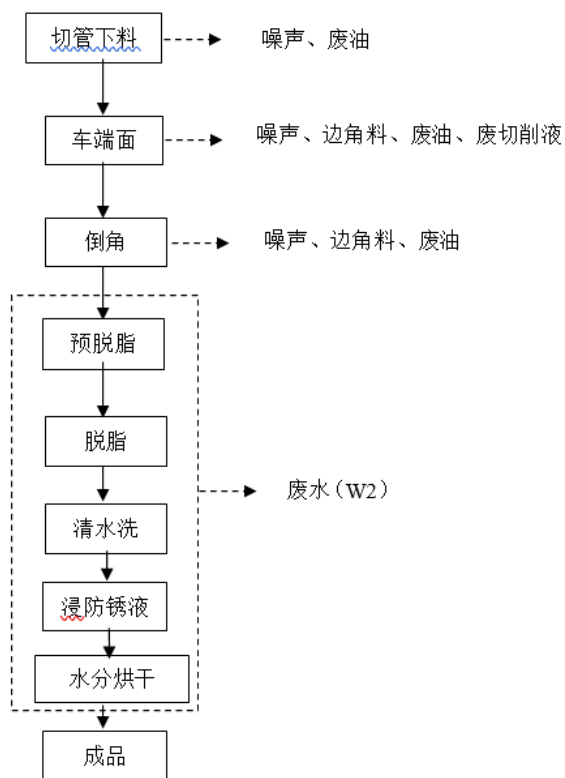 切管下料
噪声、废油
车端面
噪声、边角料、废油、废切削液
倒角
噪声、边角料、废油
预脱脂
脱脂
废水（W2）
清水洗
浸防锈液
水分烘干
成品